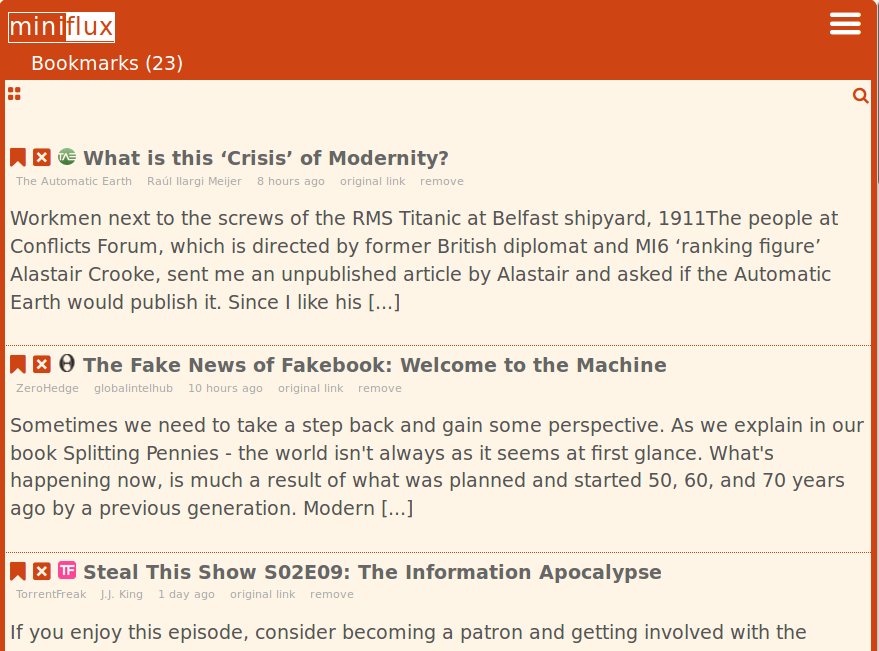 miniflux
Bookmarks (23)
TAE What is this ‘Crisis’ of Modernity?
The Automatic Earth Raúl Ilargi Meijer 8 hours ago original link remove
Workmen next to the screws of the RMS Titanic at Belfast shipyard, 1911The people at
Conflicts Forum, which is directed by former British diplomat and MI6 ‘ranking figure’
Alastair Crooke, sent me an unpublished article by Alastair and asked if the Automatic
Earth would publish it. Since I like his [...]
The Fake News of Fakebook: Welcome to the Machine
ZeroHedge globalintelhub 10 hours ago original link remove
Sometimes we need to take a step back and gain some perspective. As we explain in our
book Splitting Pennies - the world isn't always as it seems at first glance. What's
happening now, is much a result of what was planned and started 50, 60, and 70 years
ago by a previous generation. Modern [...]
TF Steal This Show S02E09: The Information Apocalypse
TorrentFreak J.J. King 1 day ago original link remove
If you enjoy this episode, consider becoming a patron and getting involved with the